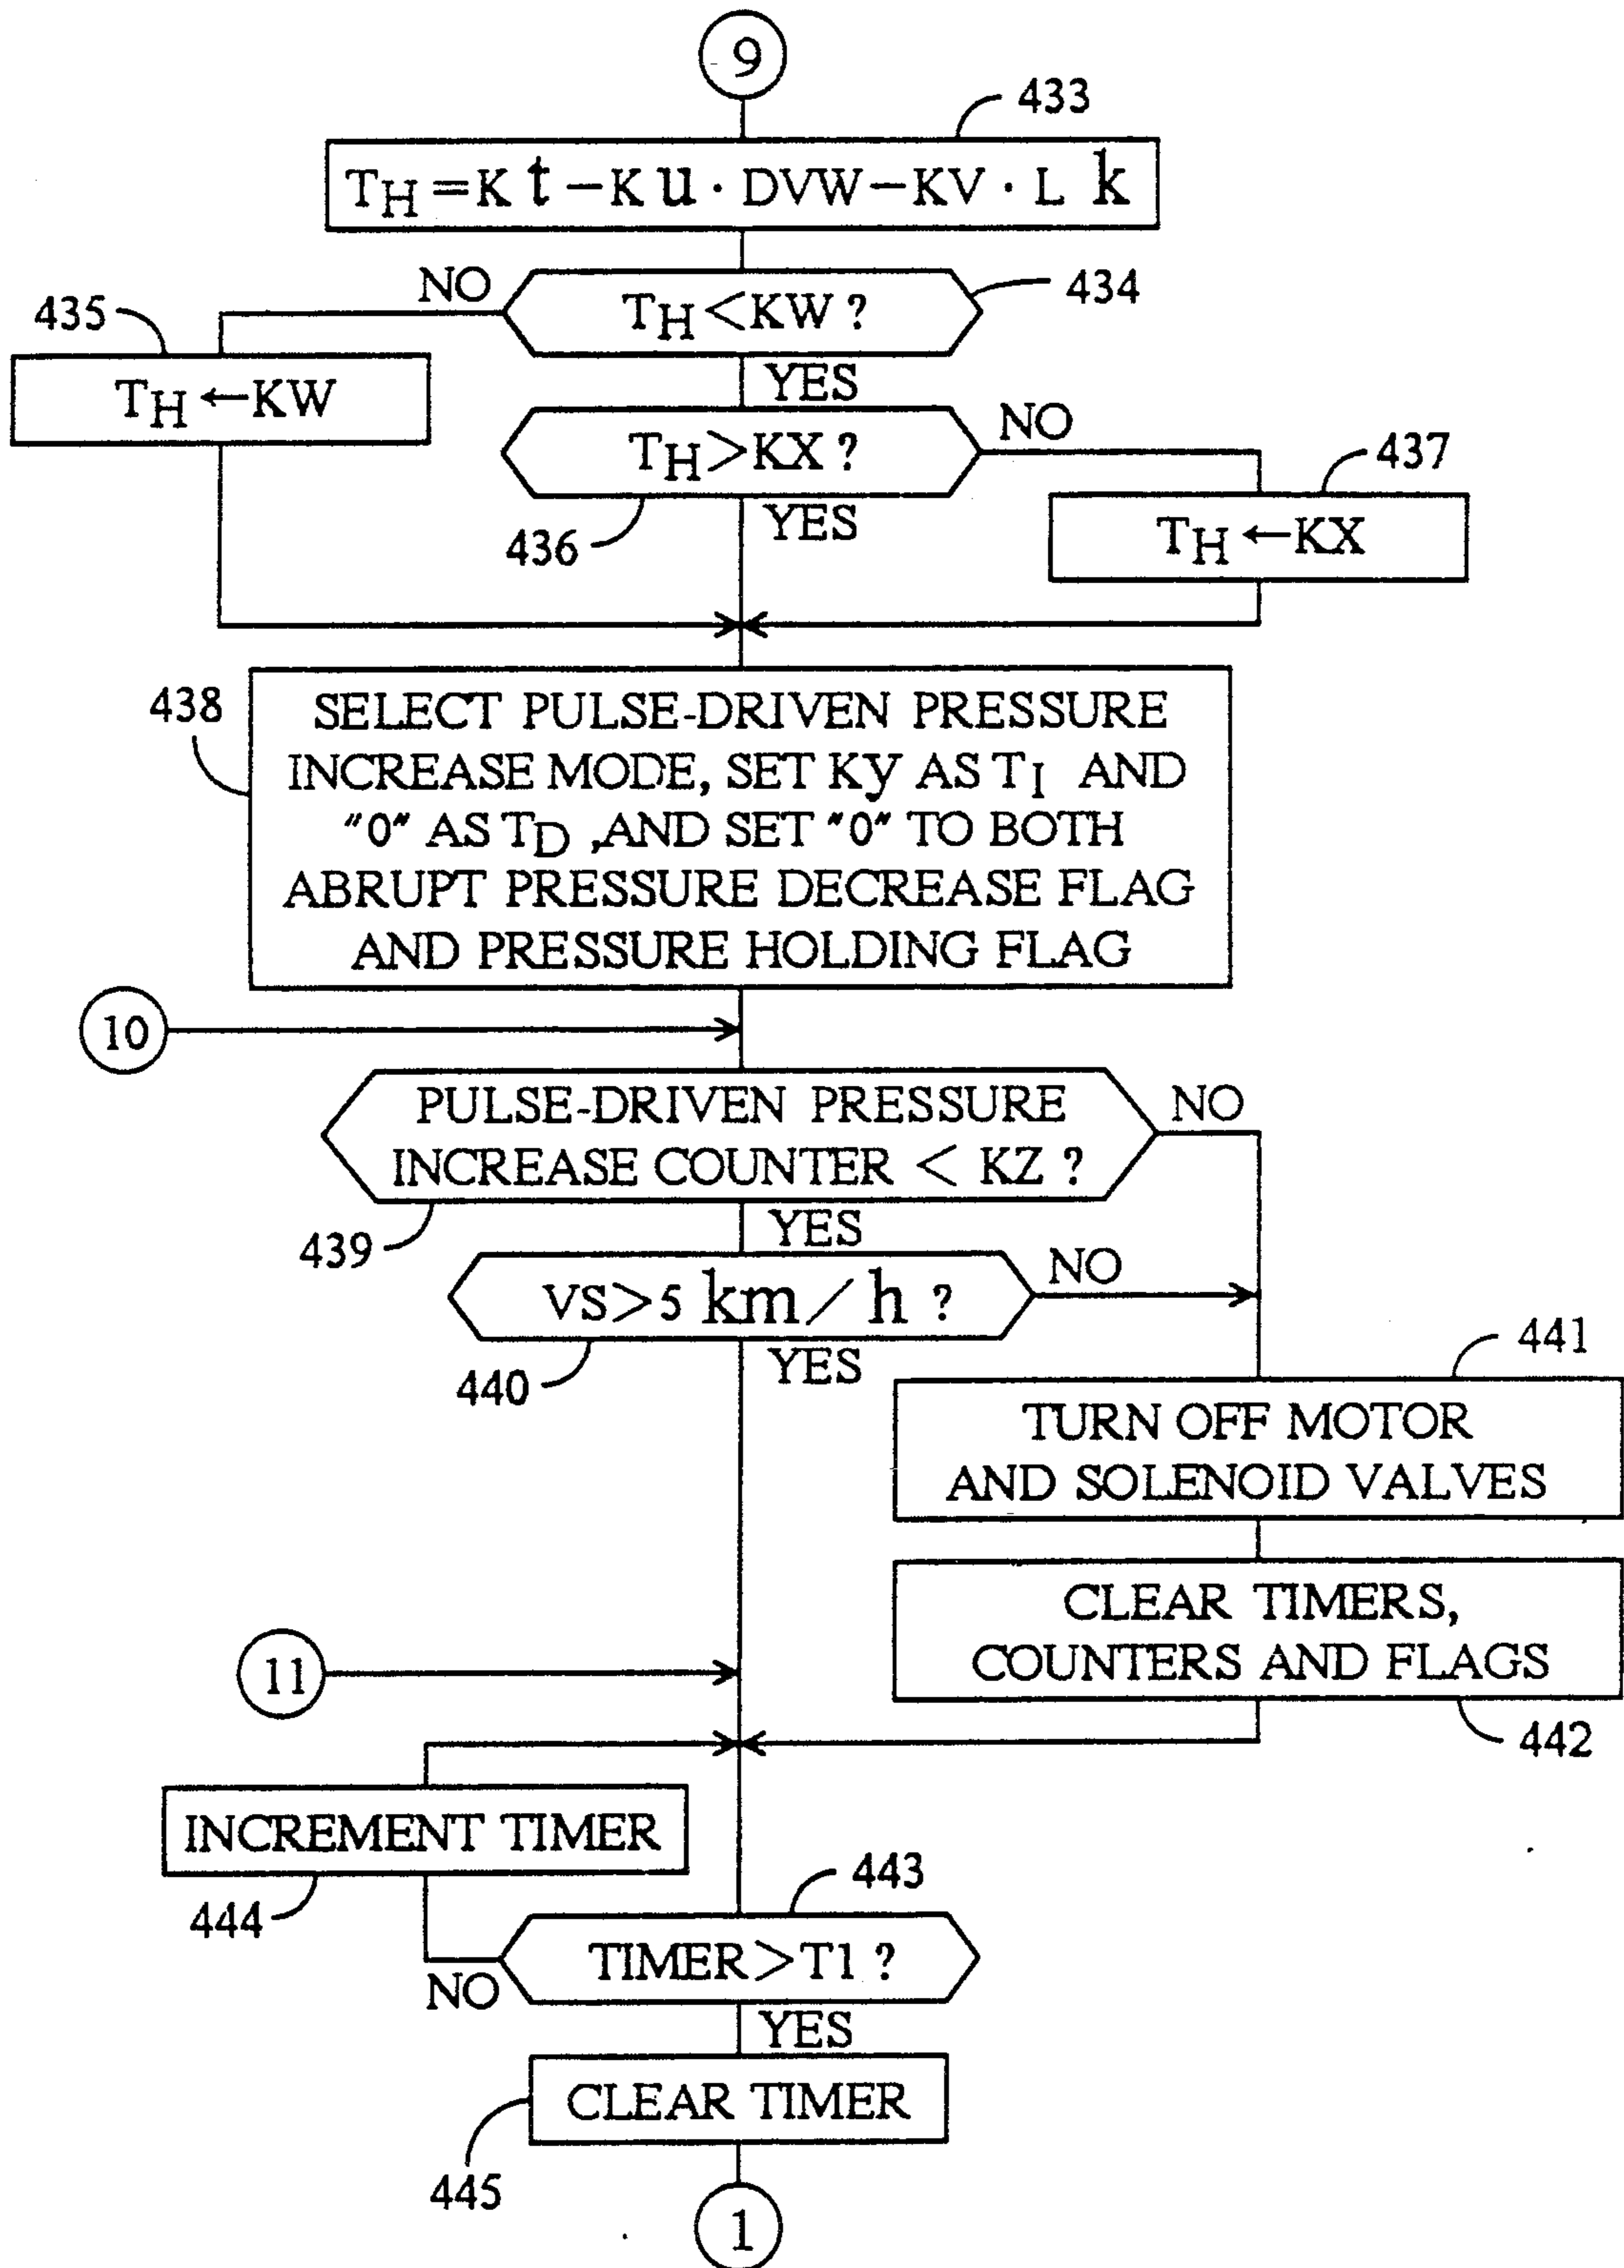 9
433
TH=Kt-Ku·DVW-KV·Lk
NO
434
435
TH<KW?
TH←KW
YES
NO
TH>KX?
437
YES
436
TH←KX
438
SELECT PULSE-DRIVEN PRESSURE
INCREASE MODE, SET Ky AS TI AND
"0" AS TD ,AND SET "0" TO BOTH
ABRUPT PRESSURE DECREASE FLAG
AND PRESSURE HOLDING FLAG
10
PULSE-DRIVEN PRESSURE
NO
INCREASE COUNTER < KZ ?
439
YES
NO
VS>5 km/h ?
441
440
YES
TURN OFF MOTOR
AND SOLENOID VALVES
CLEAR TIMERS,
COUNTERS AND FLAGS
11
442
INCREMENT TIMER
443
444
TIMER>T1?
NO
YES
CLEAR TIMER
445
1